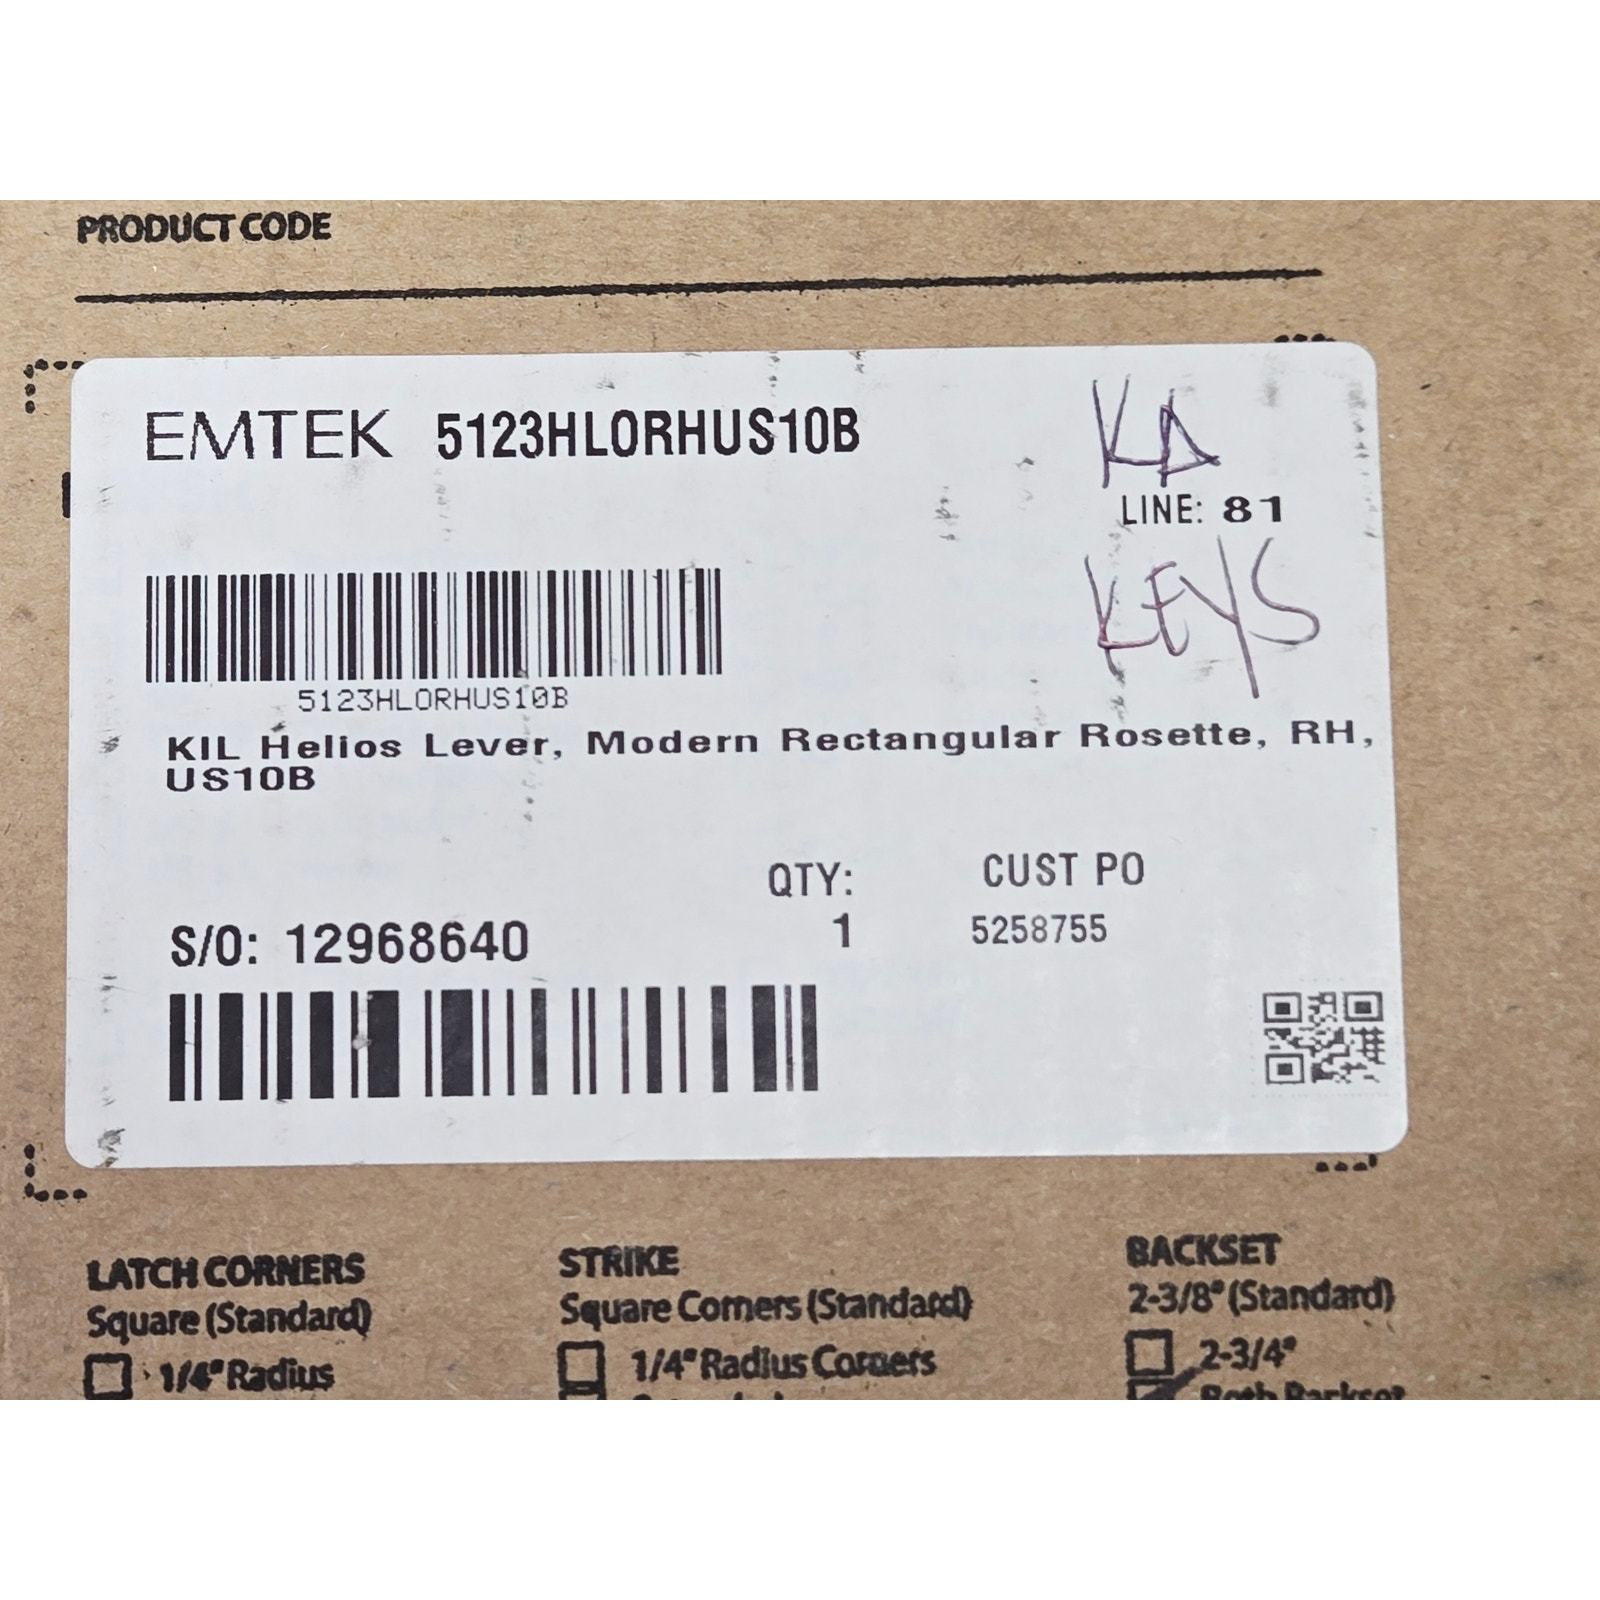 PRODUCT CODE
EMTEK 5123HLORHUS10B
KD
LINE: 81
KEYS
5123HLORHUS10B
KIL Helios Lever, Modern Rectangular Rosette, RH,
US10B
QTY: CUST PO
S/O: 12968640 1 5258755
LATCH CORNERS STRIKE BACKSET
Square (Standard) Square Corners (Standard) 2-3/8" (Standard)
1/4" Radius 1/4" Radius Corners 2-3/4"
Both Backset